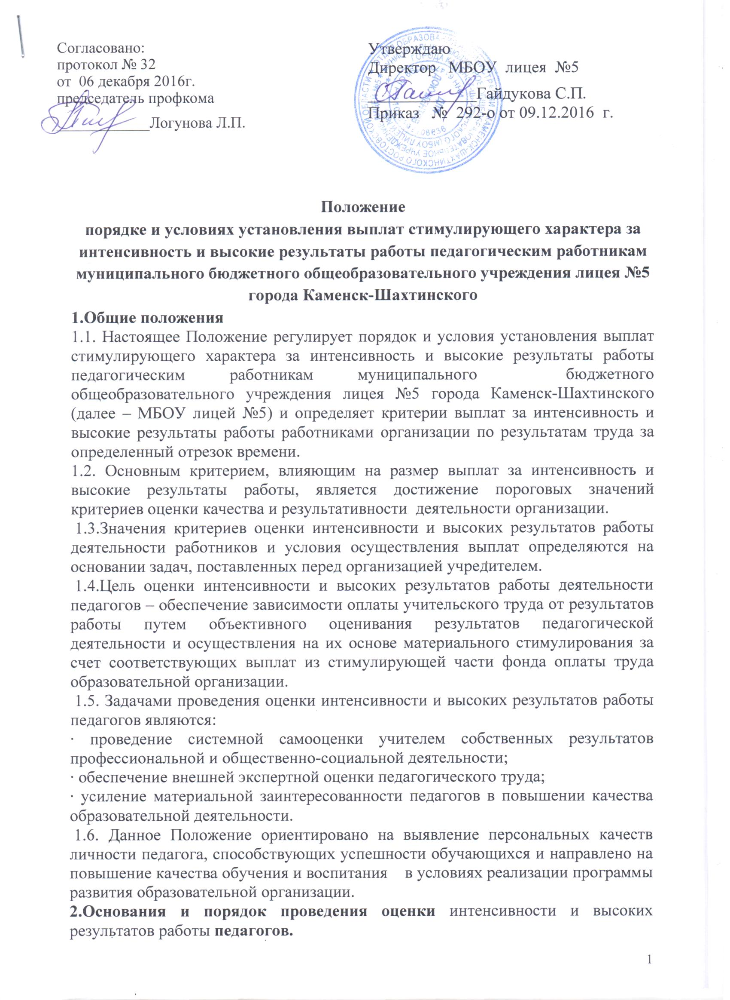 Согласовано:
протокол № 32
от 06 декабря 2016г.
председатель профкома
____________Логунова Л.П.
Утверждаю
Директор МБОУ лицея №5
______________Гайдукова С.П.
Приказ № 292-о от 09.12.2016 г.
Положение
порядке и условиях установления выплат стимулирующего характера за
интенсивность и высокие результаты работы педагогическим работникам
муниципального бюджетного общеобразовательного учреждения лицея №5
города Каменск-Шахтинского
1.Общие положения
1.1. Настоящее Положение регулирует порядок и условия установления выплат
стимулирующего характера за интенсивность и высокие результаты работы
педагогическим работникам муниципального бюджетного
общеобразовательного учреждения лицея №5 города Каменск-Шахтинского
(далее – МБОУ лицей №5) и определяет критерии выплат за интенсивность и
высокие результаты работы работниками организации по результатам труда за
определенный отрезок времени.
1.2. Основным критерием, влияющим на размер выплат за интенсивность и
высокие результаты работы, является достижение пороговых значений
критериев оценки качества и результативности деятельности организации.
1.3.Значения критериев оценки интенсивности и высоких результатов работы
деятельности работников и условия осуществления выплат определяются на
основании задач, поставленных перед организацией учредителем.
1.4.Цель оценки интенсивности и высоких результатов работы деятельности
педагогов – обеспечение зависимости оплаты учительского труда от результатов
работы путем объективного оценивания результатов педагогической
деятельности и осуществления на их основе материального стимулирования за
счет соответствующих выплат из стимулирующей части фонда оплаты труда
образовательной организации.
1.5. Задачами проведения оценки интенсивности и высоких результатов работы
педагогов являются:
· проведение системной самооценки учителем собственных результатов
профессиональной и общественно-социальной деятельности;
· обеспечение внешней экспертной оценки педагогического труда;
· усиление материальной заинтересованности педагогов в повышении качества
образовательной деятельности.
1.6. Данное Положение ориентировано на выявление персональных качеств
личности педагога, способствующих успешности обучающихся и направлено на
повышение качества обучения и воспитания в условиях реализации программы
развития образовательной организации.
2.Основания и порядок проведения оценки интенсивности и высоких
результатов работы педагогов.
1